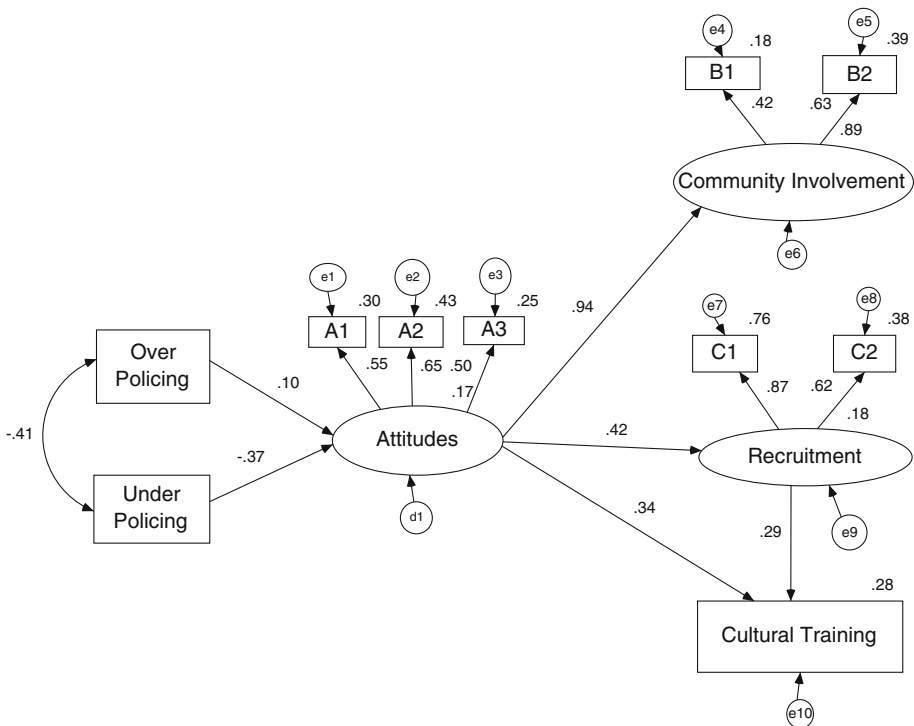 e4
.18
e5
.39
B1
B2
.42
.63
.89
Community Involvement
e6
e1
.30
e2
.43
e3
.25
A1
A2
A3
.55
.65
.50
.17
.94
e7
.76
e8
.38
C1
C2
.87
.62
.18
Over
Policing
.10
-.41
Attitudes
.42
Recruitment
-.37
Under
Policing
d1
.34
.29
e9
.28
Cultural Training
e10